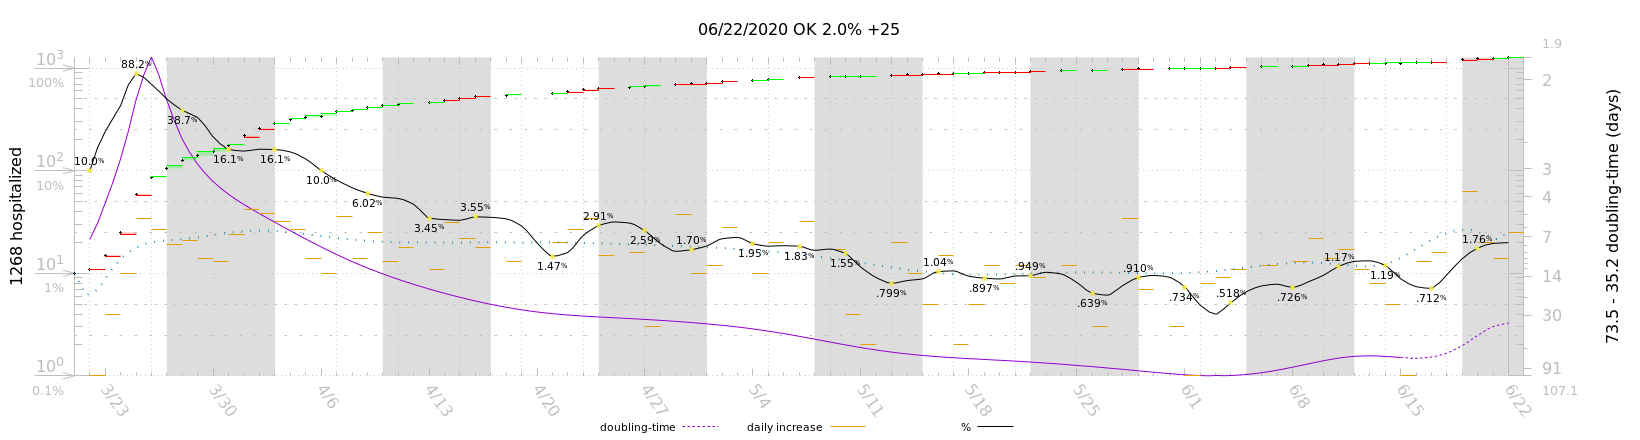 06/22/2020 OK 2.0% +25
10³ 1.9
88.2%
100% 2
38.7%
10.0% 16.1% 16.1%
10² 3
10% 10.0%
4
6.02%
3.55%
2.91%
3.45%
2.59% 1.70% 1.76% 7
1.95% 1.83% 1.55% 1.04 .949% .910% 1.17%
10¹ 1.47% 1.19% 14
1% .799% .897% .639% .734% .518% .726% .712%
30
10⁰ 91
0.1% 107.1
1268 hospitalized
73.5 - 35.2 doubling-time (days)
3/23 3/30 4/6 4/13 4/20 4/27 5/4 5/11 5/18 5/25 6/1 6/8 6/15 6/22
doubling-time daily increase %